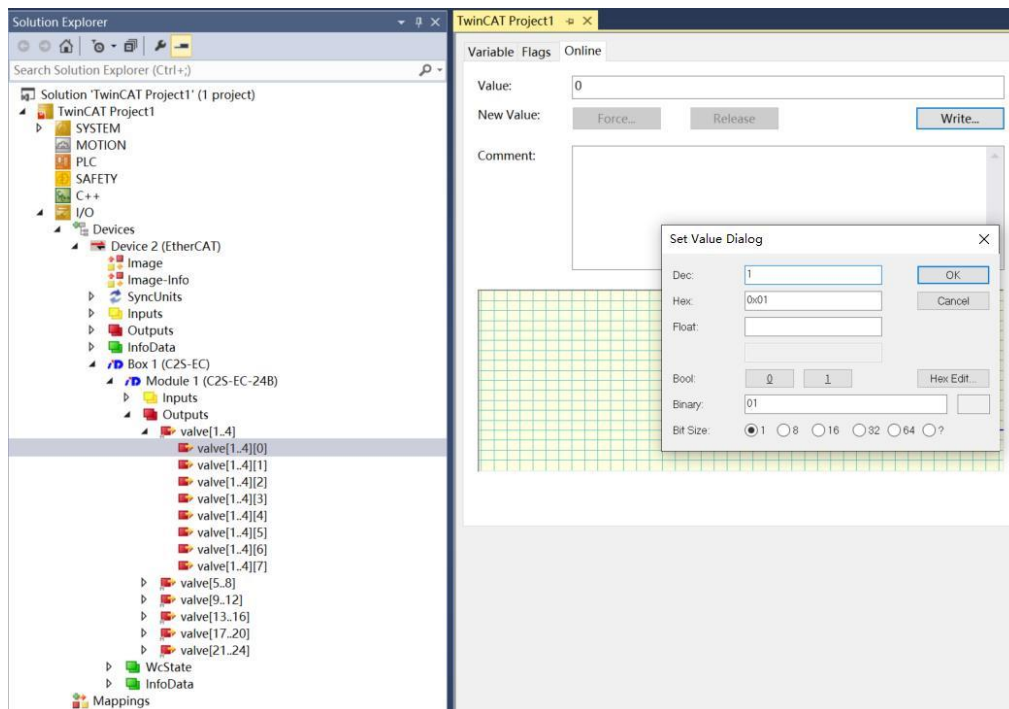 Solution Explorer
Search Solution Explorer (Ctrl+;)
Solution 'TwinCAT Project1' (1 project)
TwinCAT Project1
SYSTEM
MOTION
PLC
SAFETY
C++
I/O
Devices
Device 2 (EtherCAT)
Image
Image-Info
SyncUnits
Inputs
Outputs
InfoData
Box 1 (C2S-EC)
Module 1 (C2S-EC-24B)
Inputs
Outputs
valve[1..4]
valve[1..4][0]
valve[1..4][1]
valve[1..4][2]
valve[1..4][3]
valve[1..4][4]
valve[1..4][5]
valve[1..4][6]
valve[1..4][7]
valve[5..8]
valve[9..12]
valve[13..16]
valve[17..20]
valve[21..24]
WcState
InfoData
Mappings
TwinCAT Project1
Variable Flags Online
Value: 0
New Value: Force... Release Write...
Comment:
Set Value Dialog
Dec: 1 OK
Hex: 0x01 Cancel
Float:
Bool: 0 1 Hex Edit...
Binary: 01
Bit Size: 1 8 16 32 64 ?